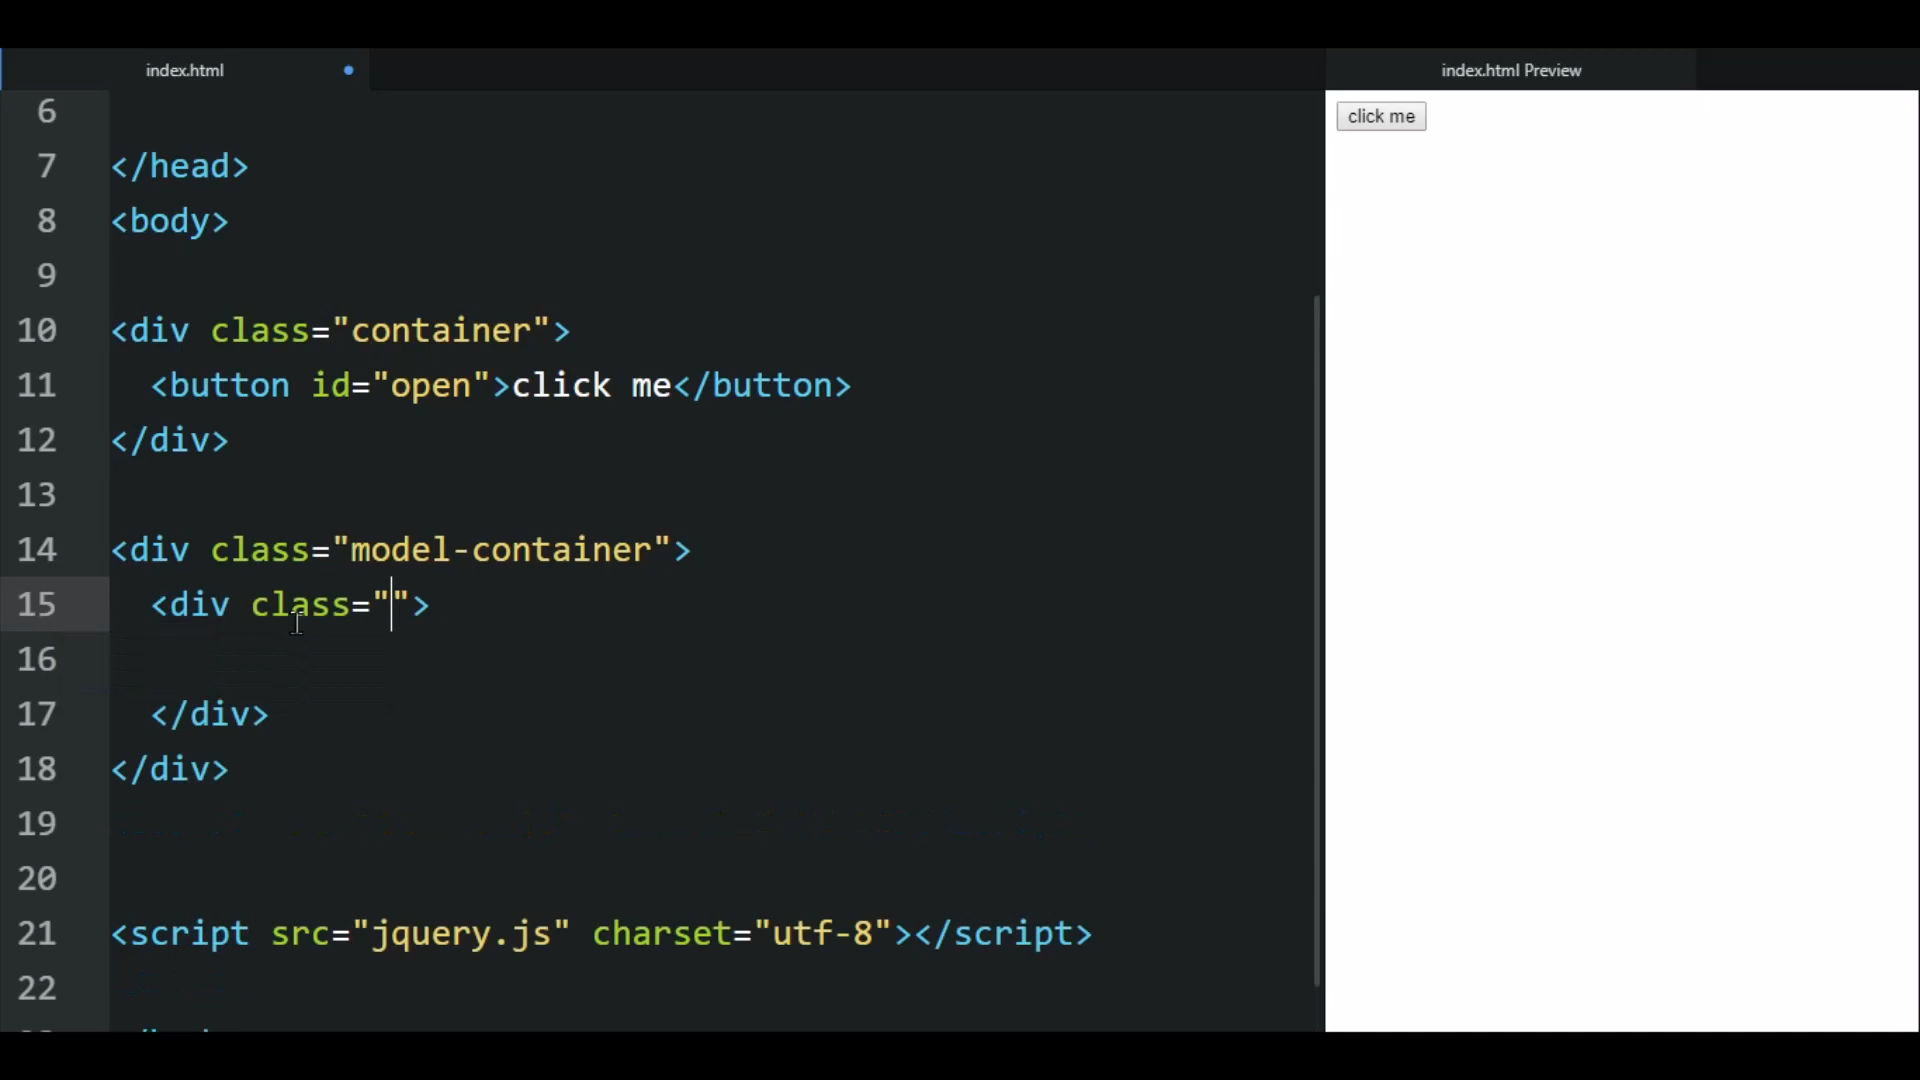 index.html
index.html Preview
6
7 </head>
8 <body>
9
10 <div class="container">
11 <button id="open">click me</button>
12 </div>
13
14 <div class="model-container">
15 <div class="">
16
17 </div>
18 </div>
19
20
21 <script src="jquery.js" charset="utf-8"></script>
22
click me